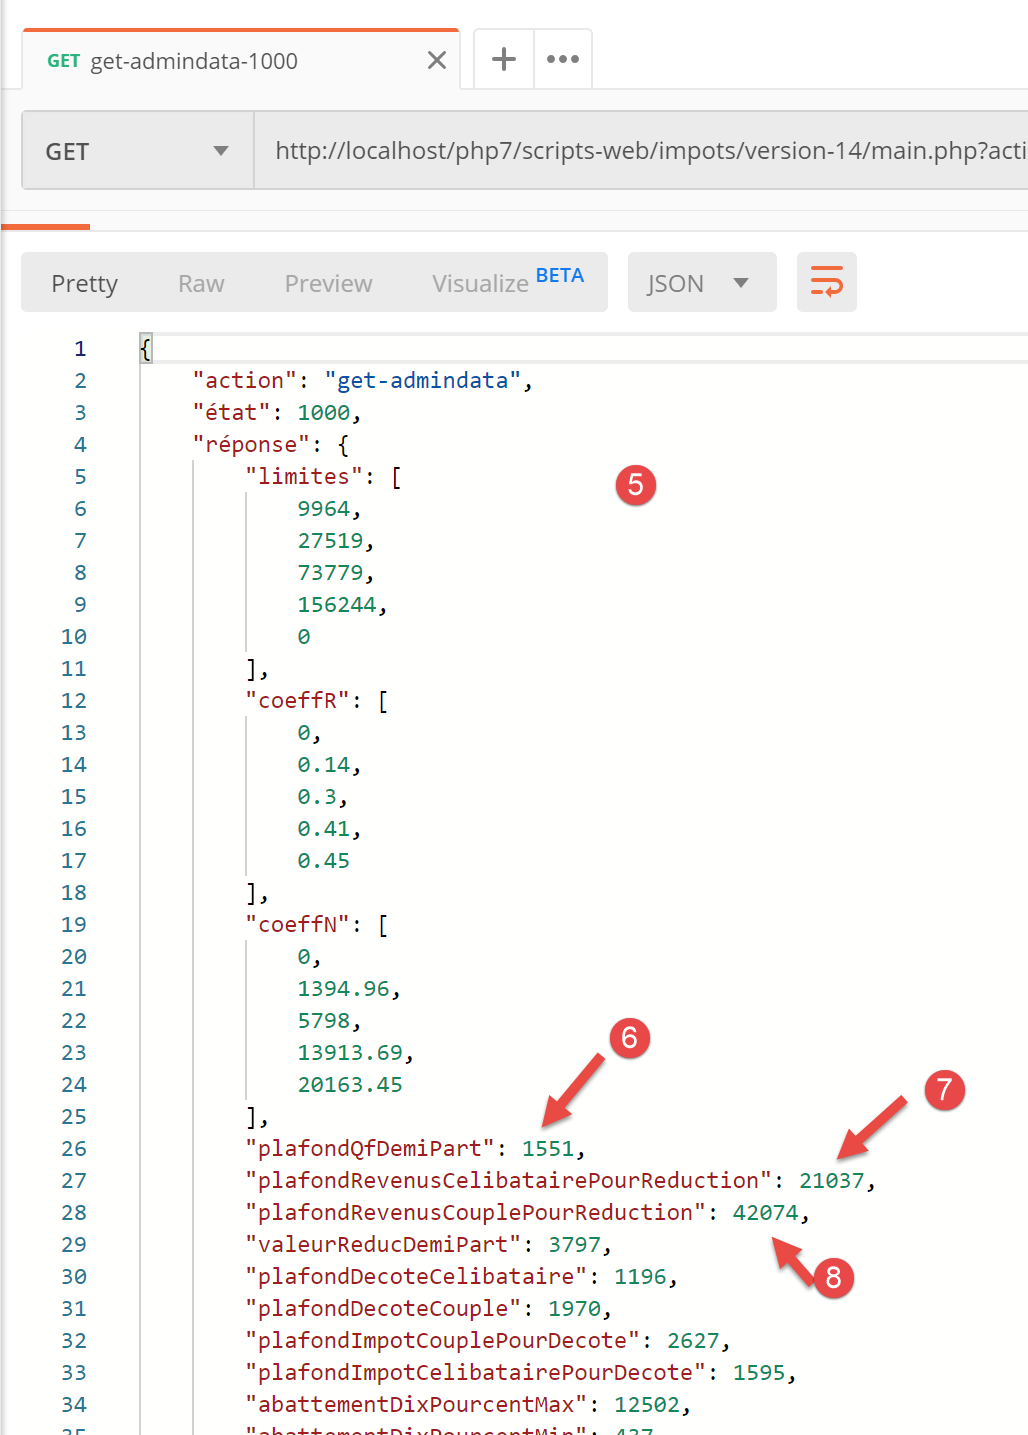 GET get-admindata-1000
GET http://localhost/php7/scripts-web/impots/version-14/main.php?acti
Pretty Raw Preview Visualize BETA JSON
1 {
2 "action": "get-admindata",
3 "état": 1000,
4 "réponse": {
5 "limites": [
5
6 9964,
7 27519,
8 73779,
9 156244,
10 0
11 ],
12 "coeffR": [
13 0,
14 0.14,
15 0.3,
16 0.41,
17 0.45
18 ],
19 "coeffN": [
20 0,
21 1394.96,
22 5798,
23 13913.69,
6
24 20163.45
7
25 ],
26 "plafondQfDemiPart": 1551,
27 "plafondRevenusCelibatairePourReduction": 21037,
28 "plafondRevenusCouplePourReduction": 42074,
29 "valeurReducDemiPart": 3797,
30 "plafondDecoteCelibataire": 1196,
8
31 "plafondDecoteCouple": 1970,
32 "plafondImpotCouplePourDecote": 2627,
33 "plafondImpotCelibatairePourDecote": 1595,
34 "abattementDixPourcentMax": 12502,
35 "abattementDixPourcentMin": 437,